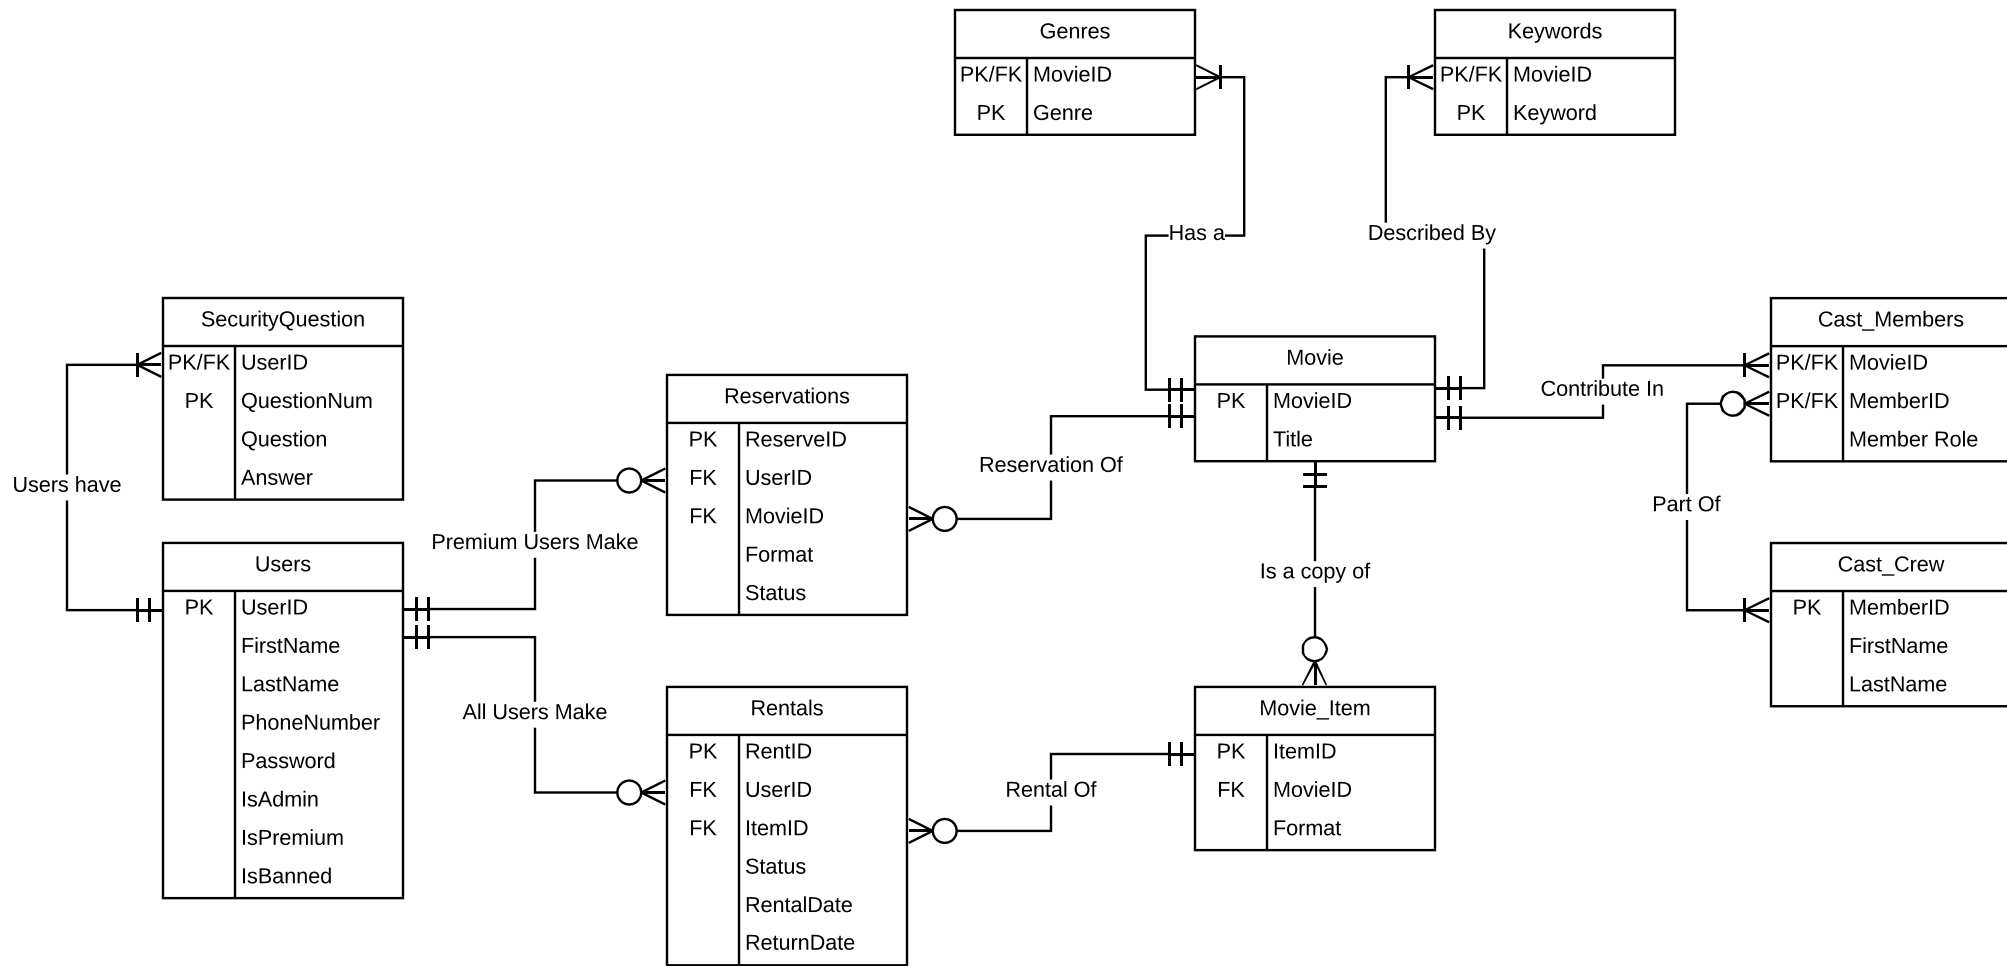 Genres
PK/FK MovieID
PK Genre
Keywords
PK/FK MovieID
PK Keyword
Has a
Described By
SecurityQuestion
PK/FK UserID
PK QuestionNum
Question
Answer
Users have
Users
PK UserID
FirstName
LastName
PhoneNumber
Password
IsAdmin
IsPremium
IsBanned
Premium Users Make
All Users Make
Reservations
PK ReserveID
FK UserID
FK MovieID
Format
Status
Rentals
PK RentID
FK UserID
FK ItemID
Status
RentalDate
ReturnDate
Reservation Of
Rental Of
Movie
PK MovieID
Title
Is a copy of
Movie_Item
PK ItemID
FK MovieID
Format
Contribute In
Part Of
Cast_Members
PK/FK MovieID
PK/FK MemberID
Member Role
Cast_Crew
PK MemberID
FirstName
LastName